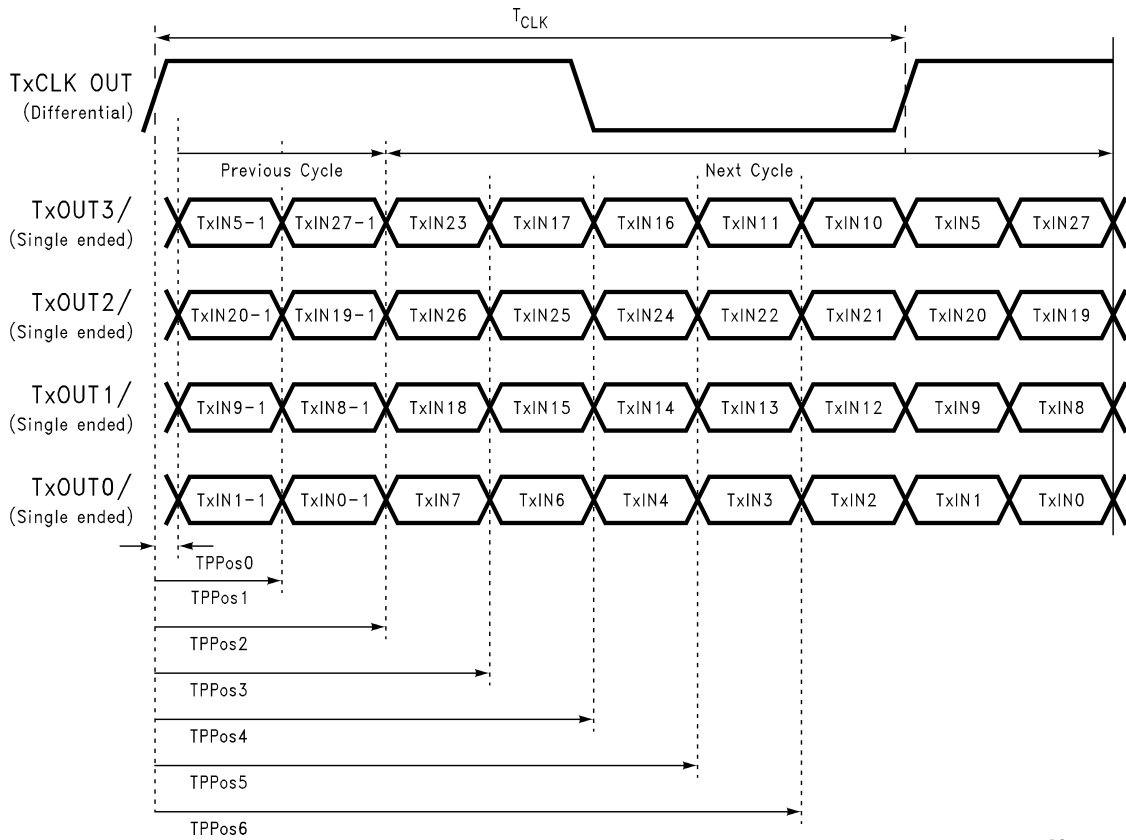 TCLK
TxCLK OUT
(Differential)
Previous Cycle
Next Cycle
TxOUT3/
(Single ended)
TxIN5-1 TxIN27-1 TxIN23 TxIN17 TxIN16 TxIN11 TxIN10 TxIN5 TxIN27
TxOUT2/
(Single ended)
TxIN20-1 TxIN19-1 TxIN26 TxIN25 TxIN24 TxIN22 TxIN21 TxIN20 TxIN19
TxOUT1/
(Single ended)
TxIN9-1 TxIN8-1 TxIN18 TxIN15 TxIN14 TxIN13 TxIN12 TxIN9 TxIN8
TxOUT0/
(Single ended)
TxIN1-1 TxIN0-1 TxIN7 TxIN6 TxIN4 TxIN3 TxIN2 TxIN1 TxIN0
TPPos0
TPPos1
TPPos2
TPPos3
TPPos4
TPPos5
TPPos6